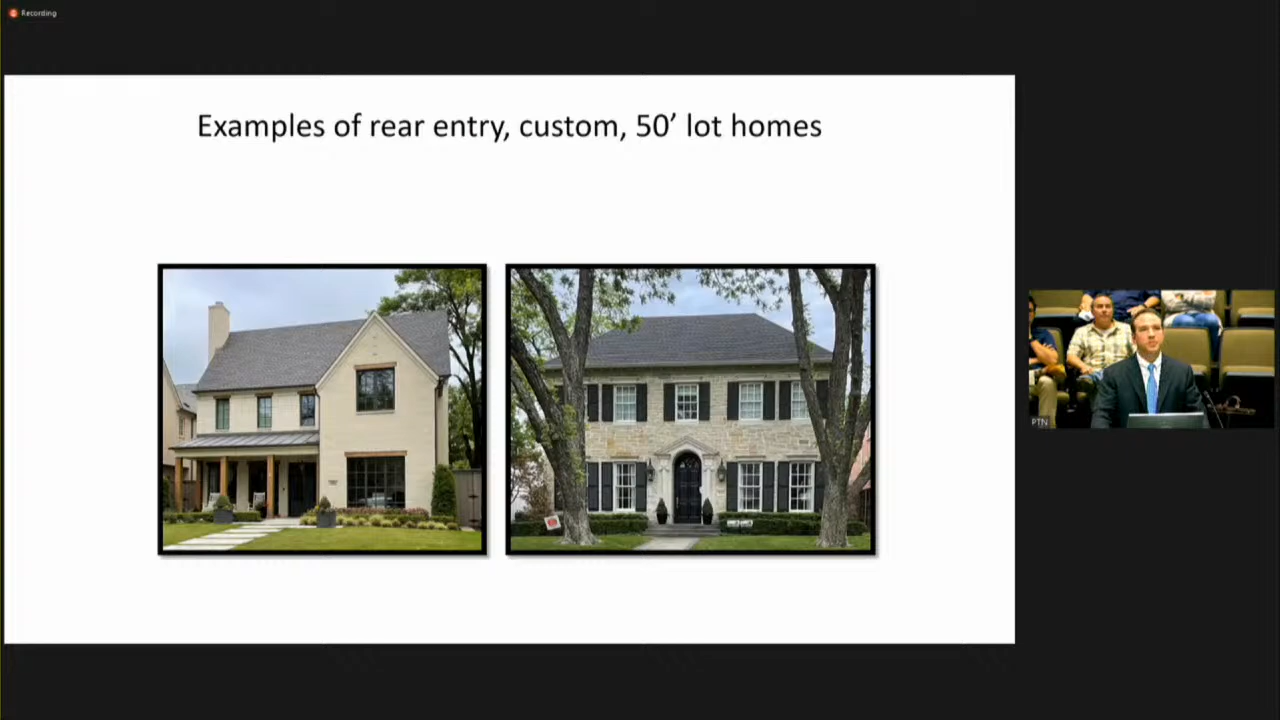 Recording
Examples of rear entry, custom, 50’ lot homes
PTN